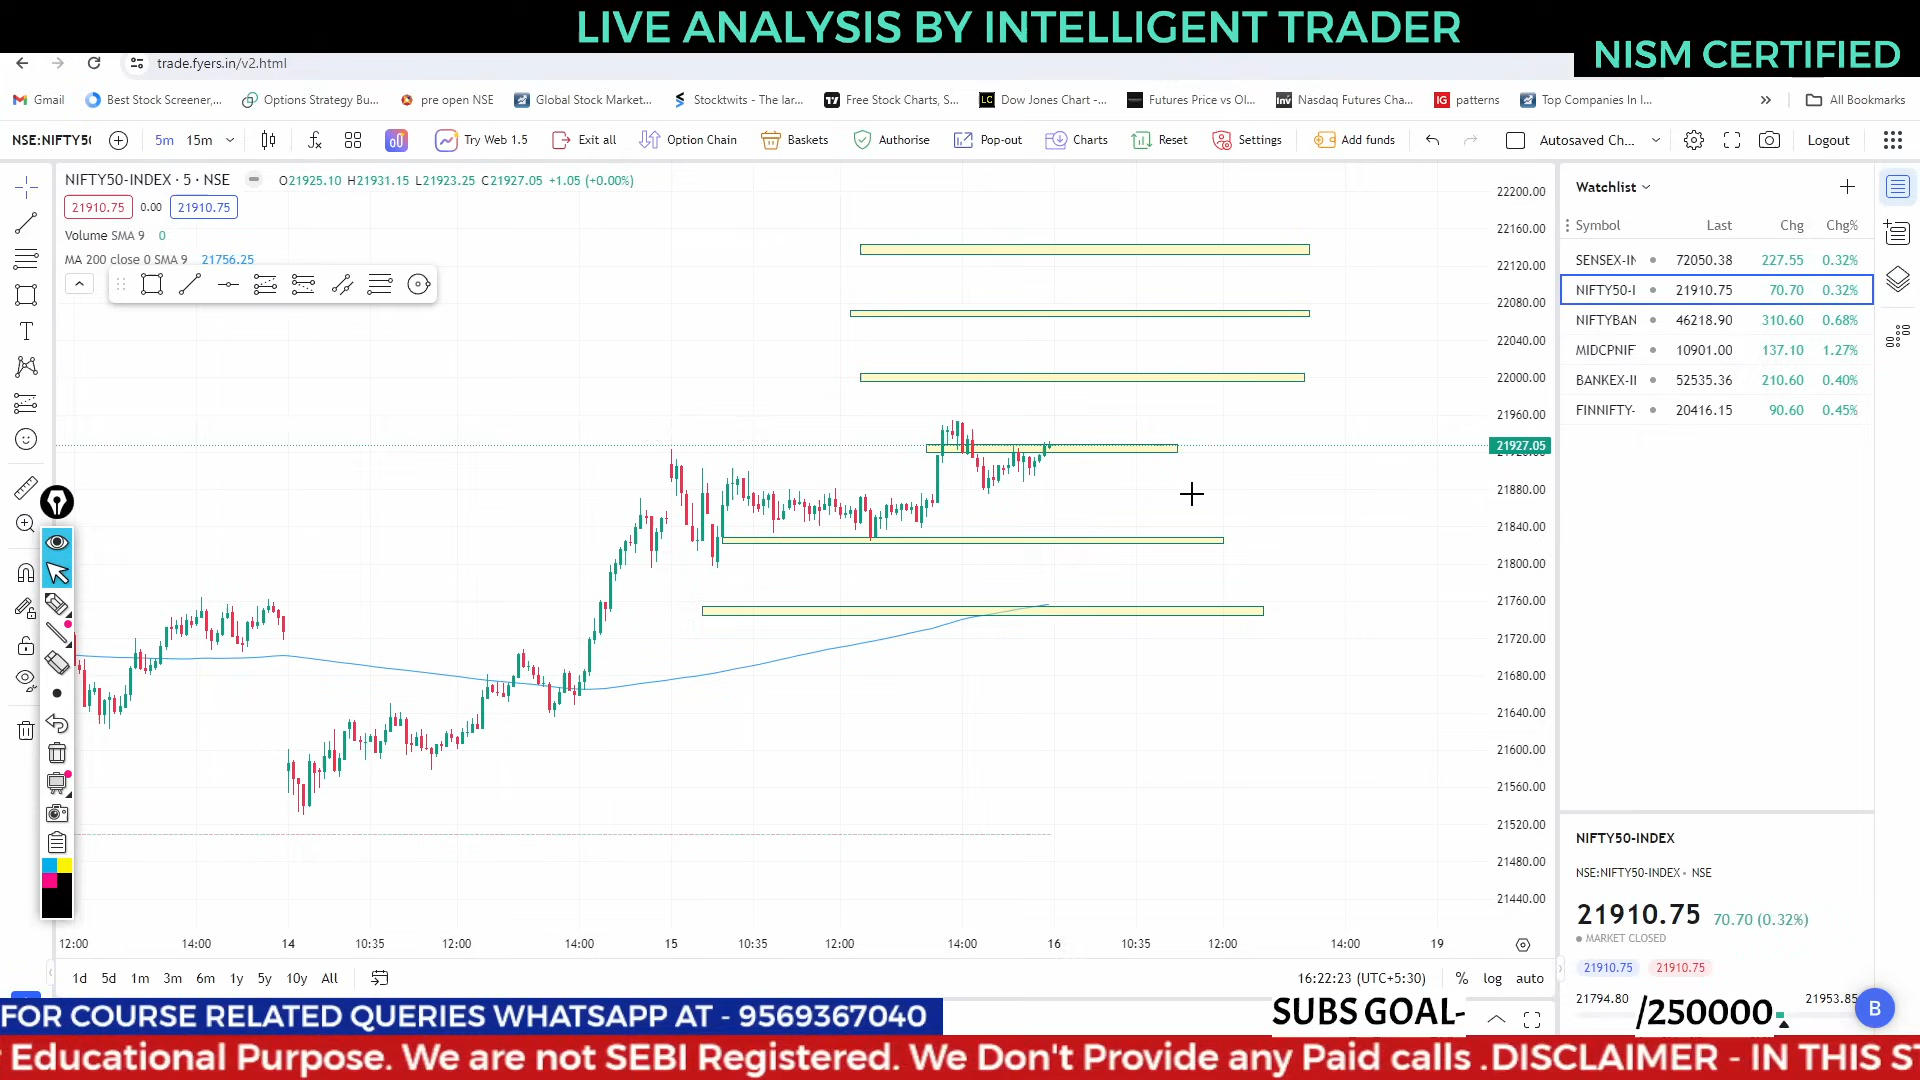 LIVE ANALYSIS BY INTELLIGENT TRADER
NISM CERTIFIED
trade.fyers.in/v2.html
Gmail
Best Stock Screener,...
Options Strategy Bu...
pre open NSE
Global Stock Market...
Stocktwits - The lar...
Free Stock Charts, S...
Dow Jones Chart -...
Futures Price vs Ol...
Nasdaq Futures Cha...
IG patterns
Top Companies In I...
All Bookmarks
NSE:NIFTY5(
5m 15m
Try Web 1.5
Exit all
Option Chain
Baskets
Authorise
Pop-out
Charts
Reset
Settings
Add funds
Autosaved Ch...
Logout
NIFTY50-INDEX · 5 · NSE
O21925.10 H21931.15 L21923.25 C21927.05 +1.05 (+0.00%)
21910.75 0.00 21910.75
Volume SMA 9 0
MA 200 close 0 SMA 9 21756.25
22200.00
22160.00
22120.00
22080.00
22040.00
22000.00
21960.00
21927.05
21880.00
21840.00
21800.00
21760.00
21720.00
21680.00
21640.00
21600.00
21560.00
21520.00
21480.00
21440.00
12:00 14:00 14 10:35 12:00 14:00 15 10:35 12:00 14:00 16 10:35 12:00 14:00 19
1d 5d 1m 3m 6m 1y 5y 10y All
16:22:23 (UTC+5:30) % log auto
Watchlist
Symbol Last Chg Chg%
SENSEX-IN 72050.38 227.55 0.32%
NIFTY50-I 21910.75 70.70 0.32%
NIFTYBAN 46218.90 310.60 0.68%
MIDCPNIF 10901.00 137.10 1.27%
BANKEX-II 52535.36 210.60 0.40%
FINNIFTY- 20416.15 90.60 0.45%
NIFTY50-INDEX
NSE:NIFTY50-INDEX • NSE
21910.75 70.70 (0.32%)
MARKET CLOSED
21910.75 21910.75
21794.80 21953.85
B
FOR COURSE RELATED QUERIES WHATSAPP AT - 9569367040
SUBS GOAL-
/250000
Educational Purpose. We are not SEBI Registered. We Don't Provide any Paid calls .DISCLAIMER - IN THIS ST